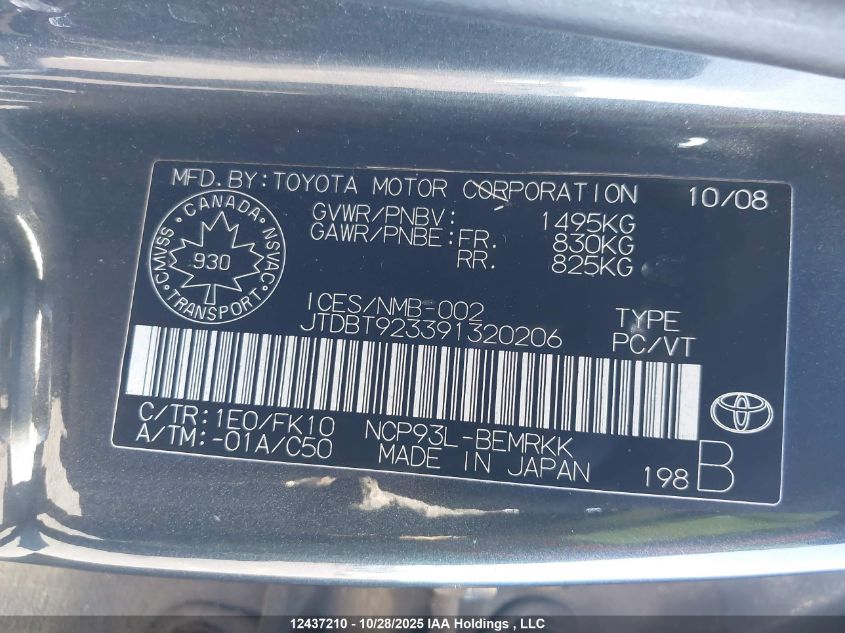 MFD.BY:TOYOTA MOTOR CORPORATION 10/08
GVWR/PNBV: 1495KG
GAWR/PNBE:FR. 830KG
RR. 825KG
CANADA
CMVSS 930 NSVAC
TRANSPORT
ICES/NMB-002
JTDBT923391320206
TYPE
PC/VT
C/TR:1E0/FK10 NCP93L-BEMRKK
A/TM:-01A/C50 MADE IN JAPAN
198 B
12437210 - 10/28/2025 IAA Holdings , LLC